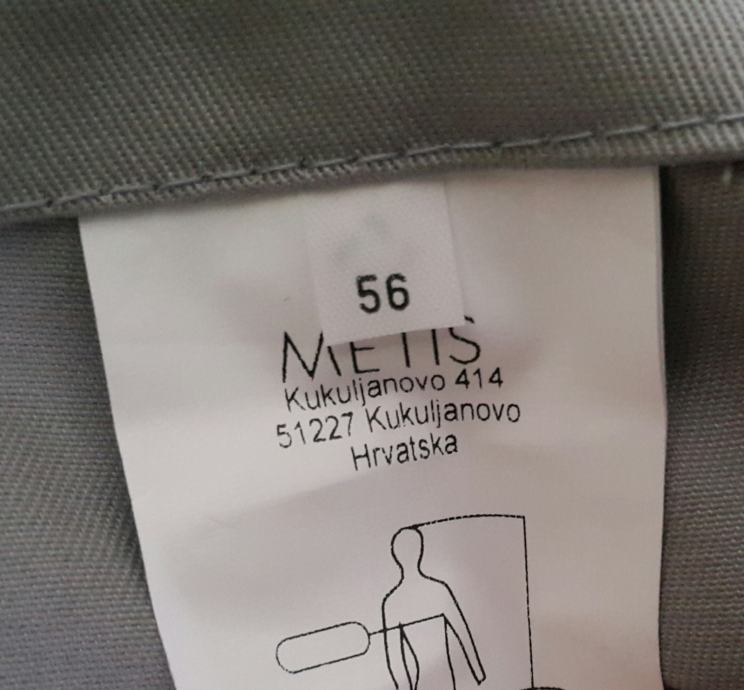 56
METIS
Kukuljanovo 414
51227 Kukuljanovo
Hrvatska